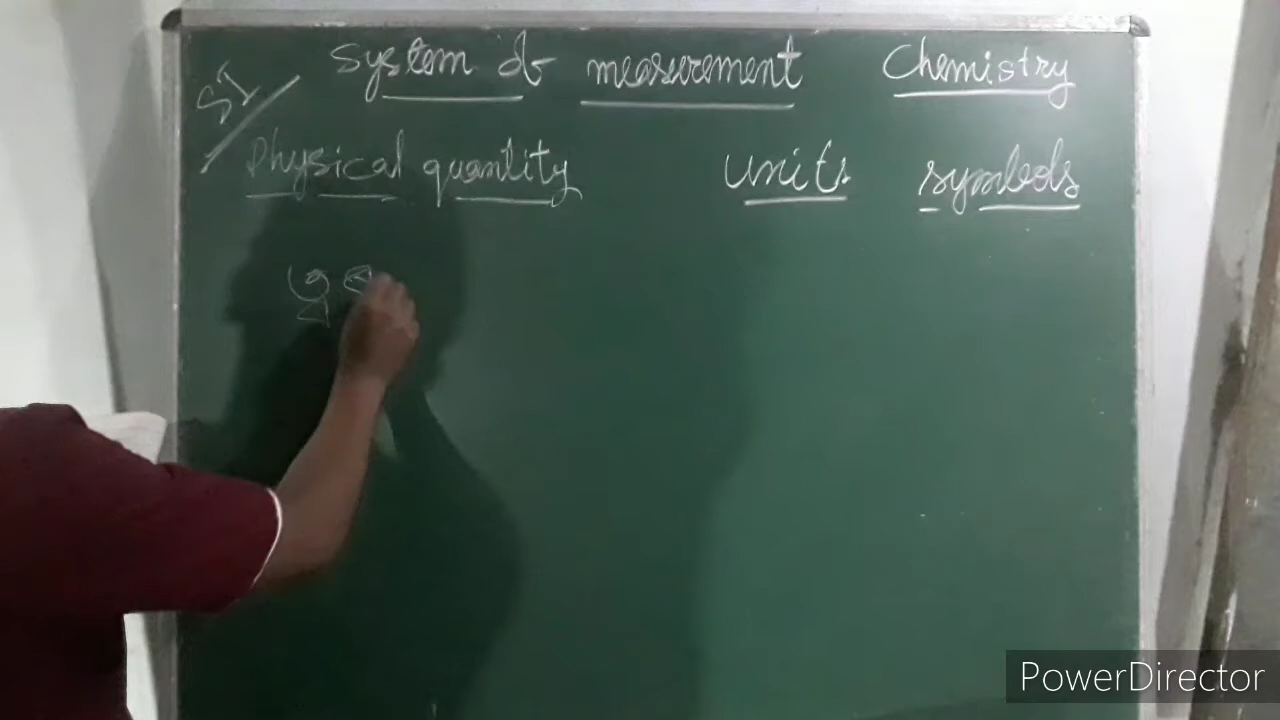 SI
System of measurement Chemistry
Physical quantity units symbols
PowerDirector